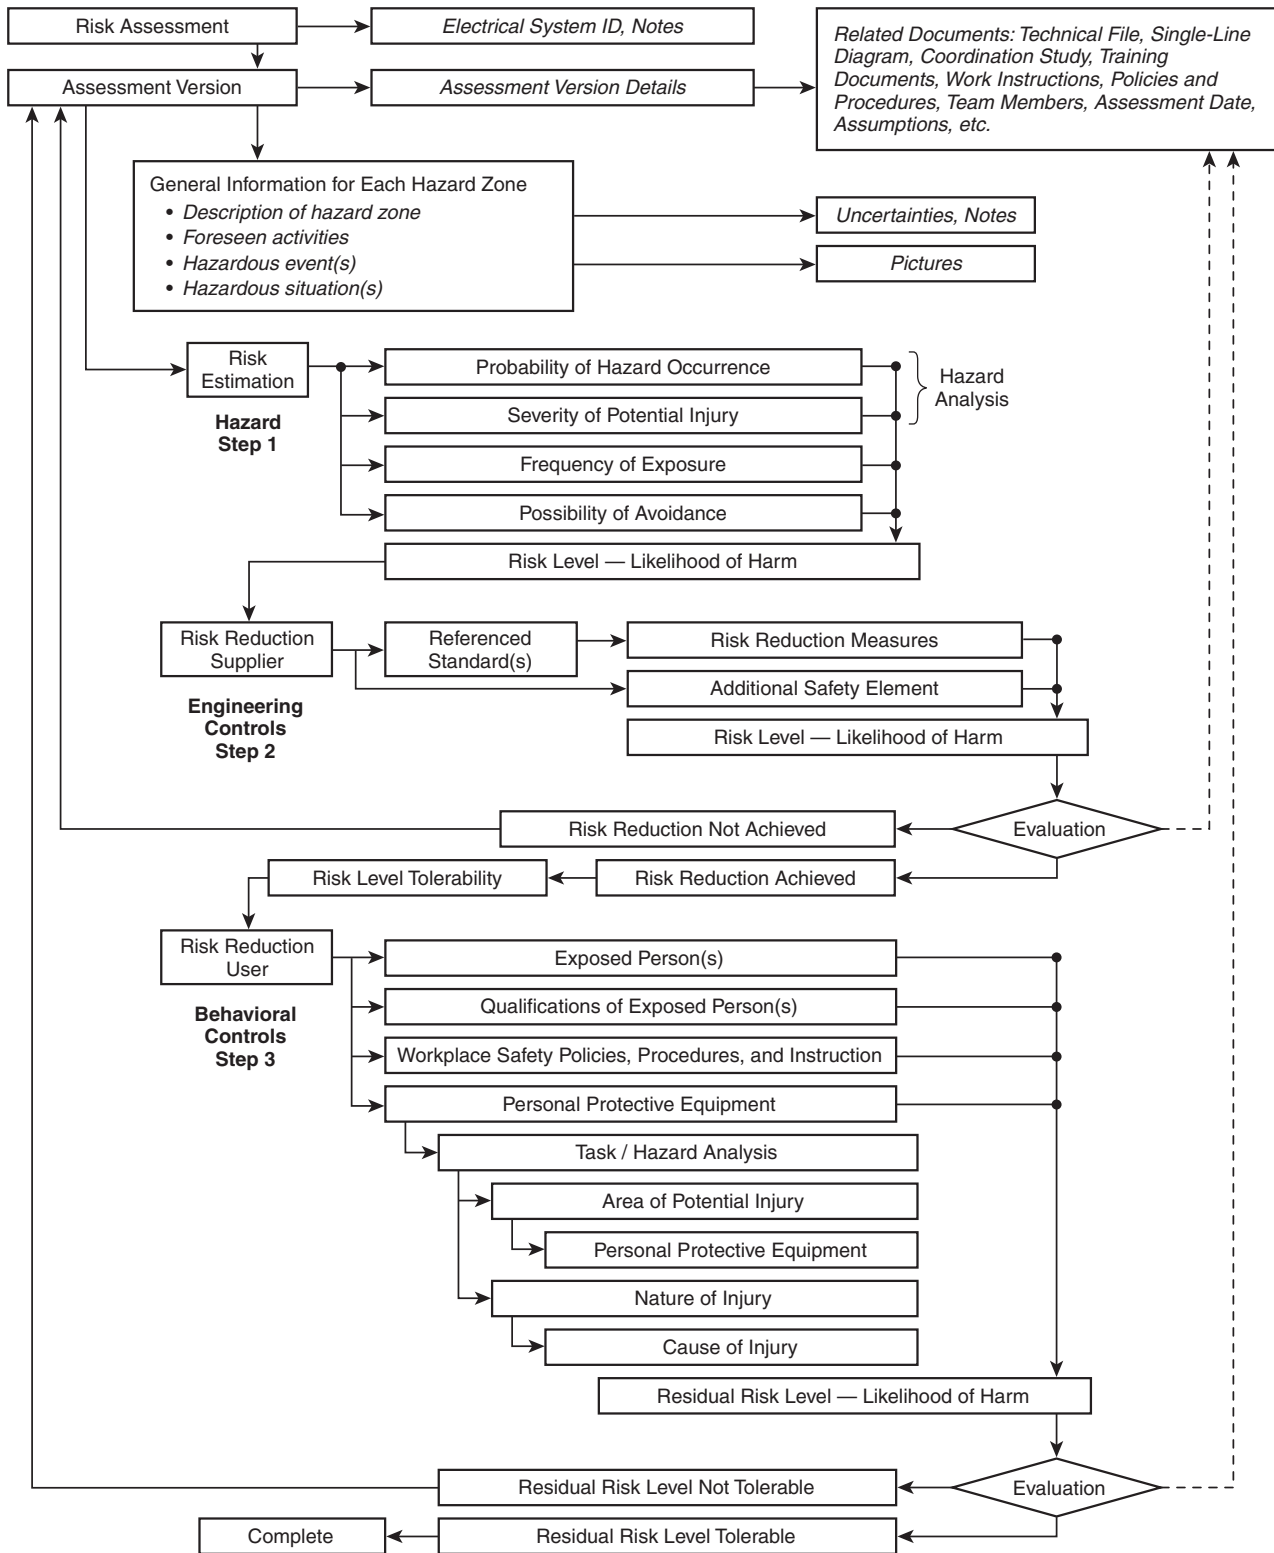 Risk Assessment
Electrical System ID, Notes
Related Documents: Technical File, Single-Line
Diagram, Coordination Study, Training
Documents, Work Instructions, Policies and
Procedures, Team Members, Assessment Date,
Assumptions, etc.
Assessment Version
Assessment Version Details
General Information for Each Hazard Zone
• Description of hazard zone
• Foreseen activities
• Hazardous event(s)
• Hazardous situation(s)
Uncertainties, Notes
Pictures
Risk
Estimation
Hazard
Step 1
Probability of Hazard Occurrence
Severity of Potential Injury
Hazard
Analysis
Frequency of Exposure
Possibility of Avoidance
Risk Level — Likelihood of Harm
Risk Reduction
Supplier
Engineering
Controls
Step 2
Referenced
Standard(s)
Risk Reduction Measures
Additional Safety Element
Risk Level — Likelihood of Harm
Evaluation
Risk Reduction Not Achieved
Risk Reduction Achieved
Risk Level Tolerability
Risk Reduction
User
Behavioral
Controls
Step 3
Exposed Person(s)
Qualifications of Exposed Person(s)
Workplace Safety Policies, Procedures, and Instruction
Personal Protective Equipment
Task / Hazard Analysis
Area of Potential Injury
Personal Protective Equipment
Nature of Injury
Cause of Injury
Residual Risk Level — Likelihood of Harm
Evaluation
Residual Risk Level Not Tolerable
Residual Risk Level Tolerable
Complete